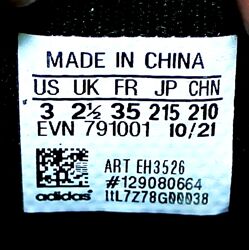 MADE IN CHINA
US UK FR JP CHN
3 2½ 35 215 210
EVN 791001 10/21
ART EH3526
#129080664
adidas 1tL7Z78G00038